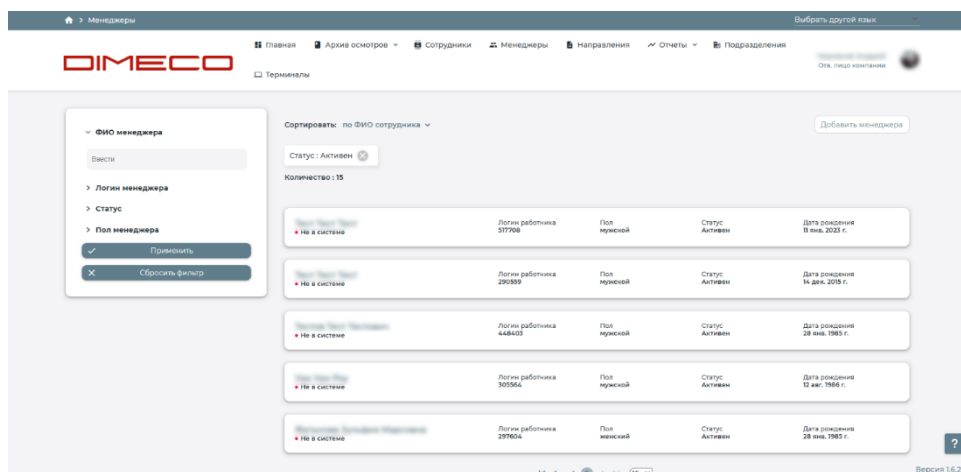 Менеджеры
Выбрать другой язык
DIMECO
Главная
Архив осмотров
Сотрудники
Менеджеры
Направления
Отчеты
Подразделения
Отв. лицо компании
Терминалы
ФИО менеджера
Ввести
Логин менеджера
Статус
Пол менеджера
Применить
Сбросить фильтр
Сортировать: по ФИО сотрудника
Добавить менеджера
Статус : Активен
Количество : 15
Логин работника Пол Статус Дата рождения
Не в системе 517708 мужской Активен 11 янв. 2023 г.
Логин работника Пол Статус Дата рождения
Не в системе 290559 мужской Активен 14 дек. 2015 г.
Логин работника Пол Статус Дата рождения
Не в системе 448403 мужской Активен 28 янв. 1985 г.
Логин работника Пол Статус Дата рождения
Не в системе 305564 мужской Активен 12 авг. 1986 г.
Логин работника Пол Статус Дата рождения
Не в системе 297604 женский Активен 28 янв. 1985 г.
?
Версия 1.6.2